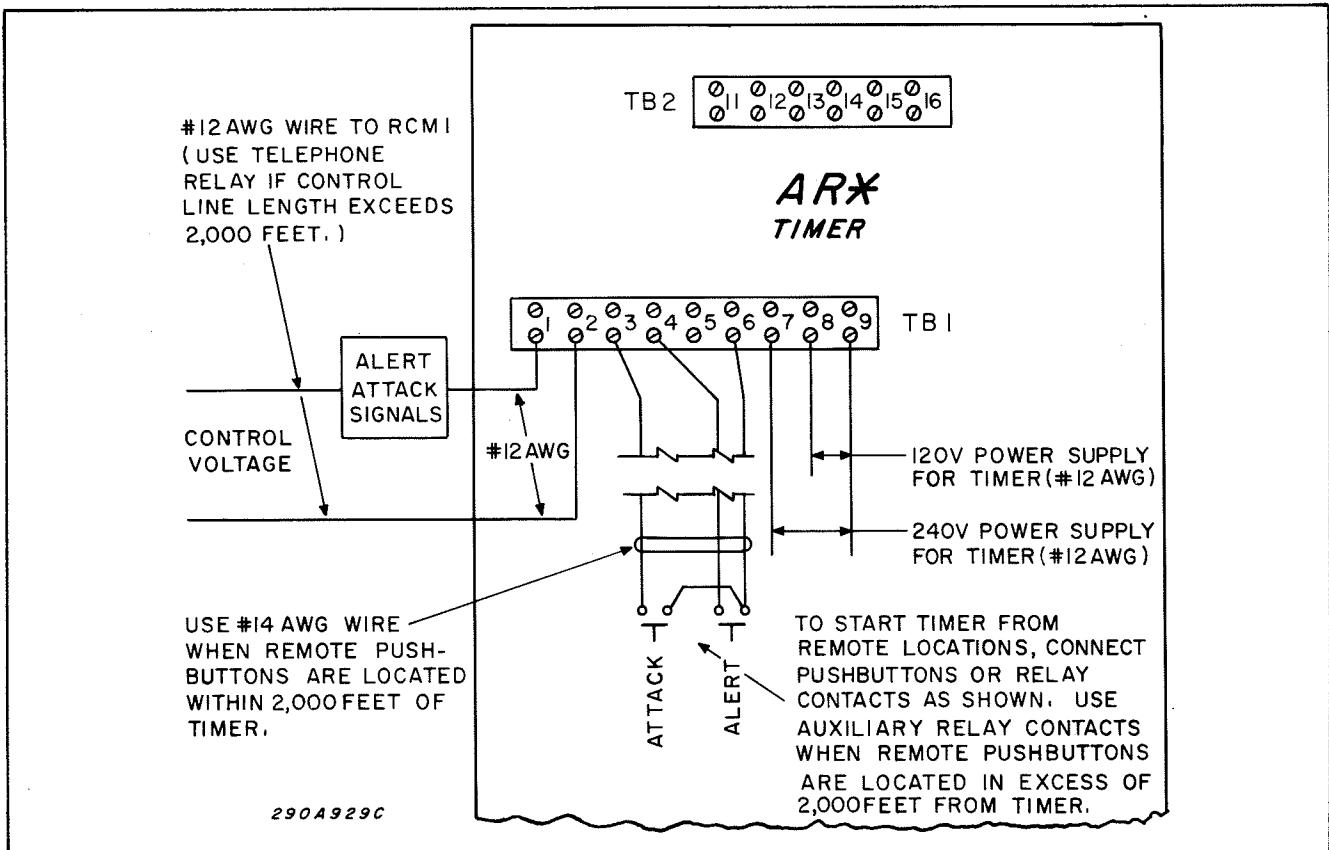 TB2
11 12 13 14 15 16
#12 AWG WIRE TO RCM1
(USE TELEPHONE
RELAY IF CONTROL
LINE LENGTH EXCEEDS
2,000 FEET.)
AR*
TIMER
1 2 3 4 5 6 7 8 9
TB1
ALERT
ATTACK
SIGNALS
CONTROL
VOLTAGE
#12 AWG
120V POWER SUPPLY
FOR TIMER (#12 AWG)
240V POWER SUPPLY
FOR TIMER (#12AWG)
USE #14 AWG WIRE
WHEN REMOTE PUSH-
BUTTONS ARE LOCATED
WITHIN 2,000 FEET OF
TIMER.
ATTACK
ALERT
TO START TIMER FROM
REMOTE LOCATIONS, CONNECT
PUSHBUTTONS OR RELAY
CONTACTS AS SHOWN. USE
AUXILIARY RELAY CONTACTS
WHEN REMOTE PUSHBUTTONS
ARE LOCATED IN EXCESS OF
2,000 FEET FROM TIMER.
290A929C